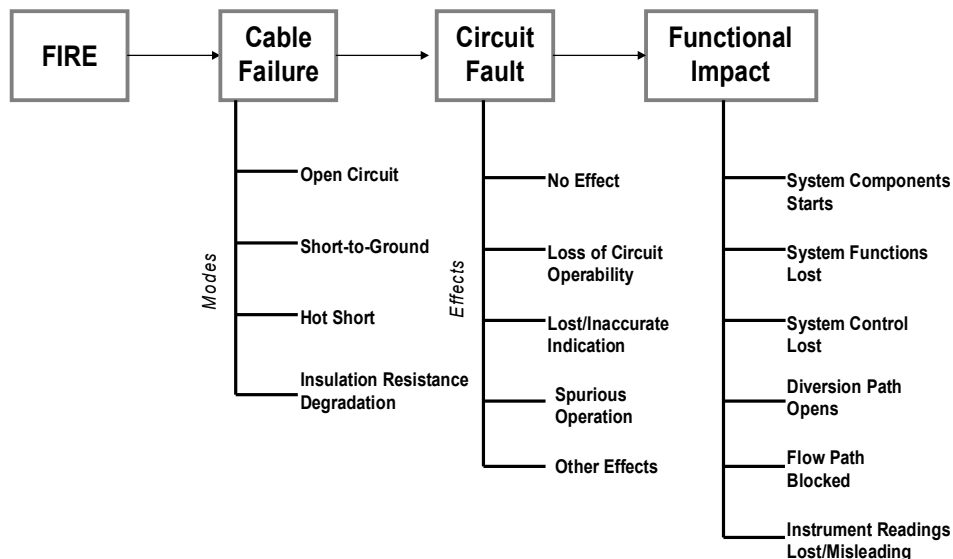 FIRE
Cable
Failure
Circuit
Fault
Functional
Impact
Modes
Open Circuit
Short-to-Ground
Hot Short
Insulation Resistance
Degradation
Effects
No Effect
Loss of Circuit
Operability
Lost/Inaccurate
Indication
Spurious
Operation
Other Effects
System Components
Starts
System Functions
Lost
System Control
Lost
Diversion Path
Opens
Flow Path
Blocked
Instrument Readings
Lost/Misleading